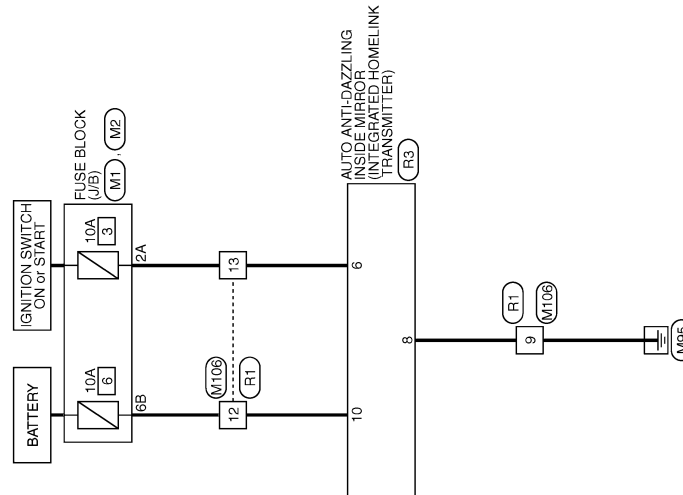 IGNITION SWITCH
ON or START
BATTERY
FUSE BLOCK
(J/B)
M1 , M2
10A
3
10A
6
2A
6B
13
12
M106
R1
AUTO ANTI-DAZZLING
INSIDE MIRROR
(INTEGRATED HOMELINK
TRANSMITTER)
R3
6
10
8
R1
9
M106
M95